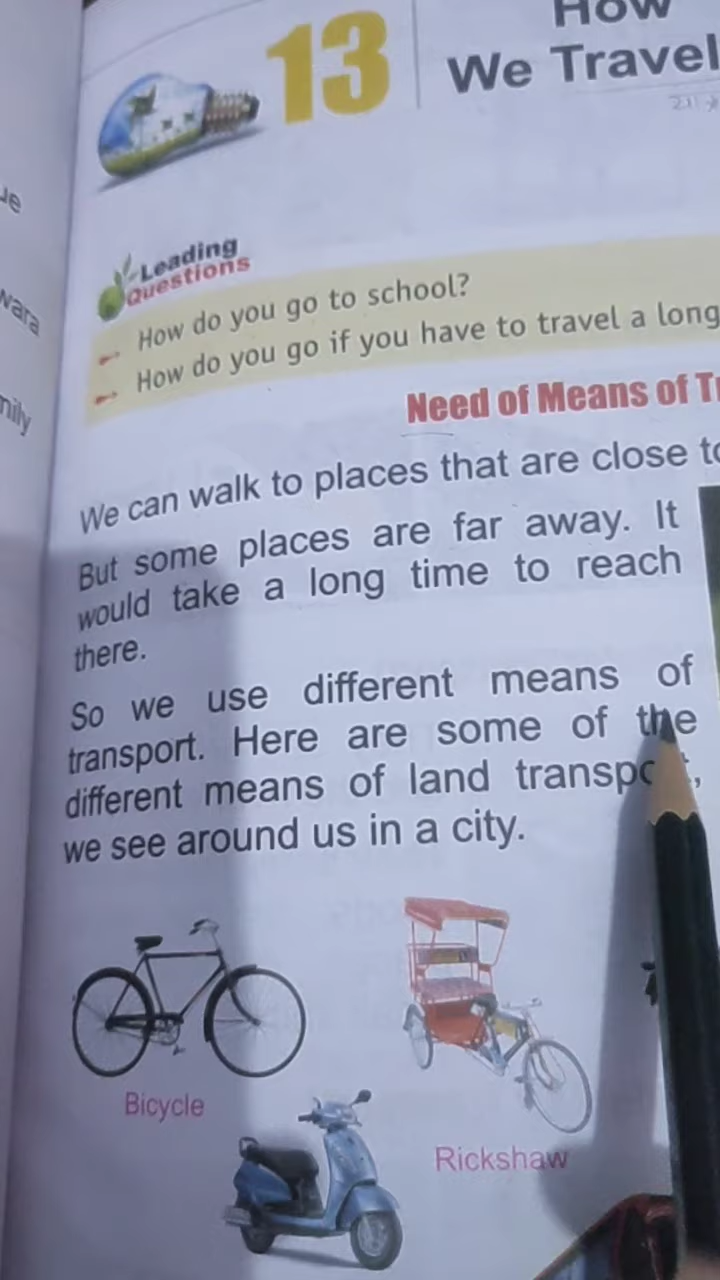 13
How
We Travel
Leading
Questions
How do you go to school?
How do you go if you have to travel a long
Need of Means of
We can walk to places that are close
But some places are far away. It
would take a long time to reach
there.
So we use different means of
transport. Here are some of the
different means of land
we see around us in a city.
Bicycle
Rickshaw